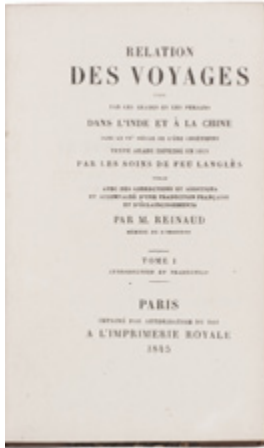 RELATION
DES VOYAGES
FAITS
PAR LES ARABES ET LES PERSANS
DANS L'INDE ET À LA CHINE
DANS LE IXe SIÈCLE DE L'ÈRE CHRÉTIENNE
TEXTE ARABE IMPRIMÉ EN 1811
PAR LES SOINS DE FEU LANGLÈS
PUBLIÉ
AVEC DES CORRECTIONS ET ADDITIONS
ET ACCOMPAGNÉ D'UNE TRADUCTION FRANÇAISE
ET D'ÉCLAIRCISSEMENTS
PAR M. REINAUD
MEMBRE DE L'INSTITUT
TOME I
INTRODUCTION ET TRADUCTION
PARIS
IMPRIMÉ PAR AUTORISATION DU ROI
A L'IMPRIMERIE ROYALE
1845